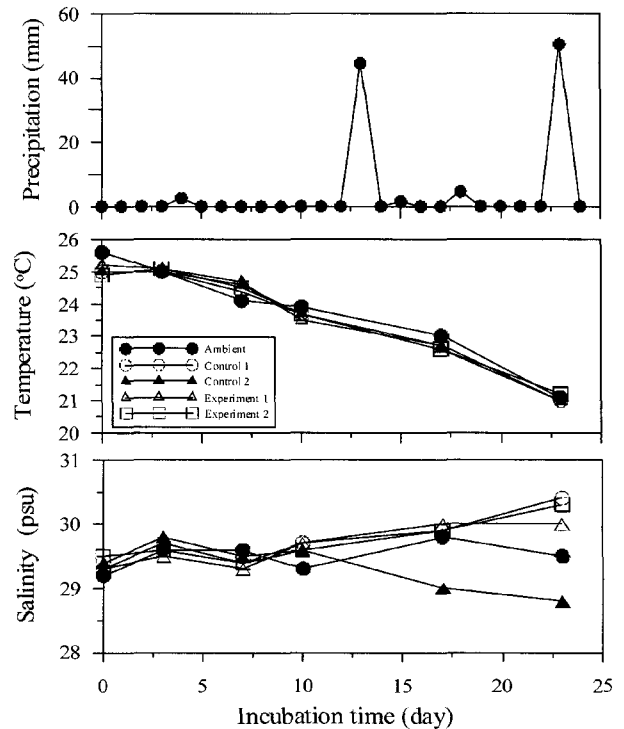 Precipitation (mm)
60
40
20
0
Temperature (°C)
26
25
24
23
22
21
20
Ambient
Control 1
Control 2
Experiment 1
Experiment 2
Salinity (psu)
31
30
29
28
0
5
10
15
20
25
Incubation time (day)